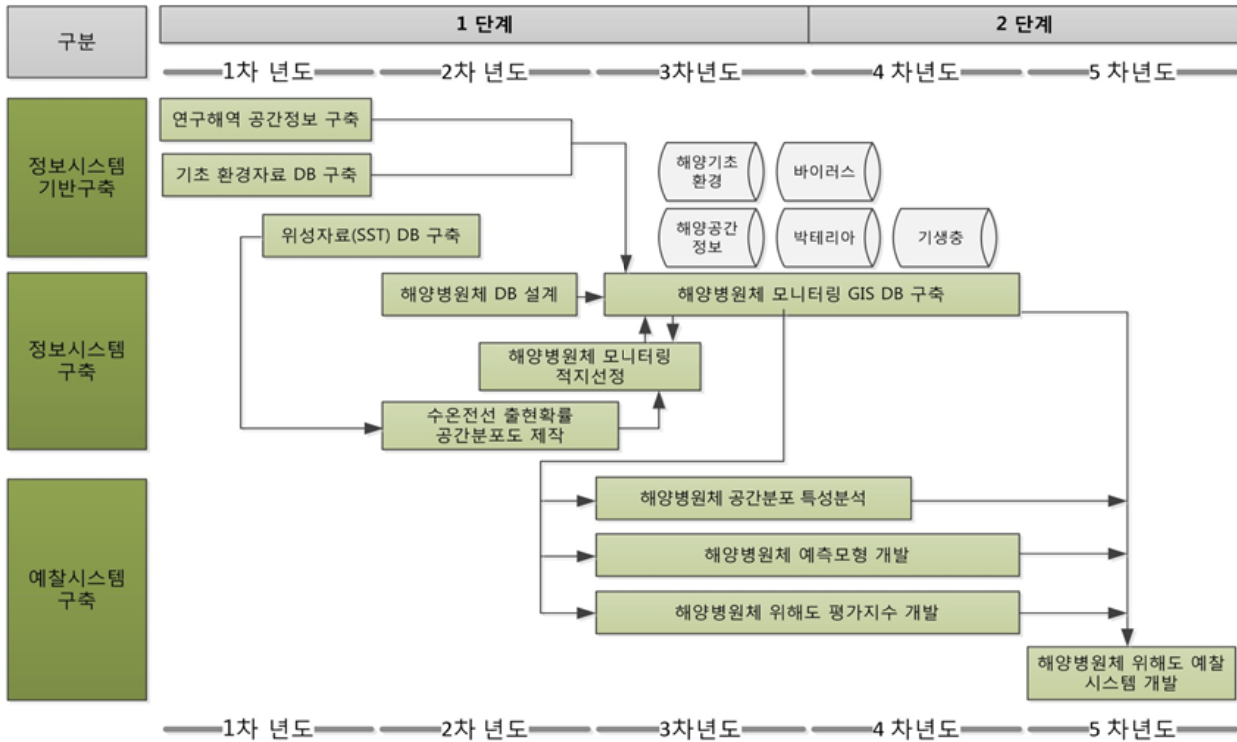 구분
1 단계
2 단계
1차 년도
2차 년도
3차년도
4 차년도
5 차년도
정보시스템
기반구축
연구해역 공간정보 구축
기초 환경자료 DB 구축
위성자료(SST) DB 구축
해양기초
환경
바이러스
해양공간
정보
박테리아
기생충
정보시스템
구축
해양병원체 DB 설계
해양병원체 모니터링 GIS DB 구축
해양병원체 모니터링
적지선정
수온전선 출현확률
공간분포도 제작
예찰시스템
구축
해양병원체 공간분포 특성분석
해양병원체 예측모형 개발
해양병원체 위해도 평가지수 개발
해양병원체 위해도 예찰
시스템 개발
1차 년도
2차 년도
3차년도
4 차년도
5 차년도